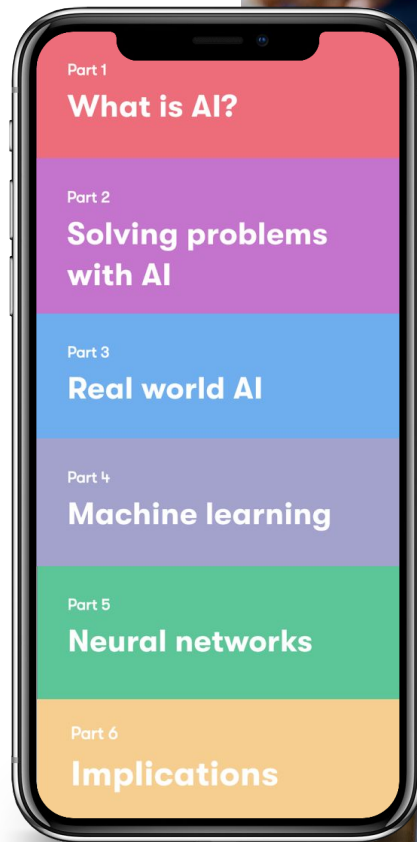 Part 1
What is AI?
Part 2
Solving problems
with AI
Part 3
Real world AI
Part 4
Machine learning
Part 5
Neural networks
Part 6
Implications